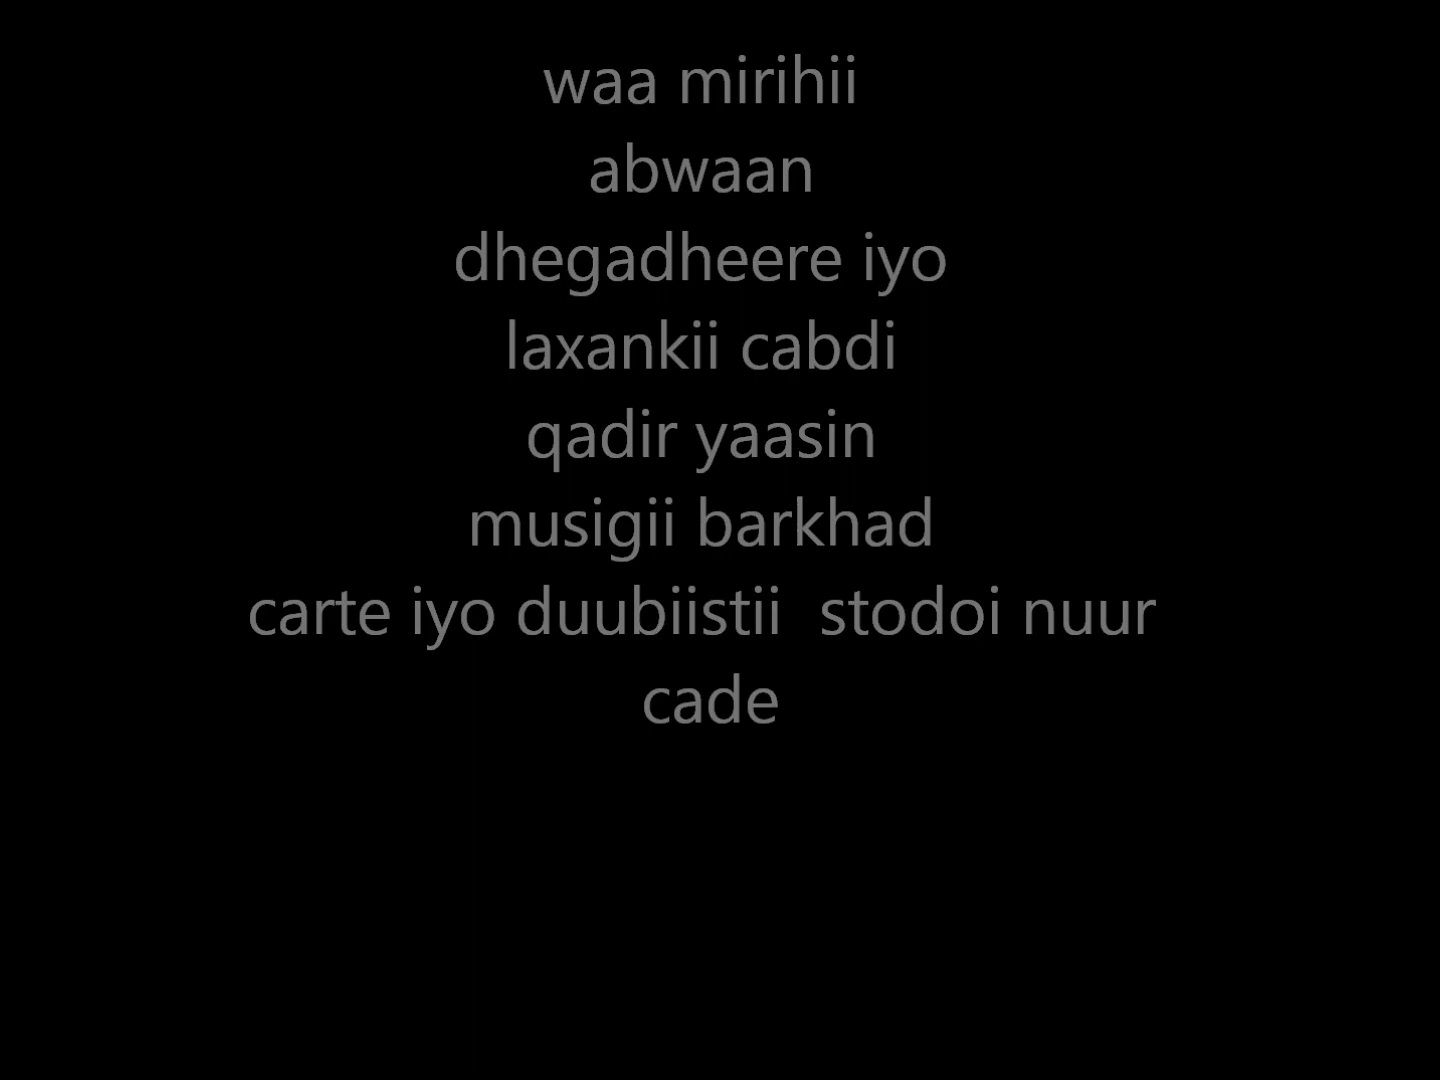 waa mirihii
abwaan
dhegadheere iyo
laxankii cabdi
qadir yaasin
musigii barkhad
carte iyo duubiistii  stodoi nuur
cade